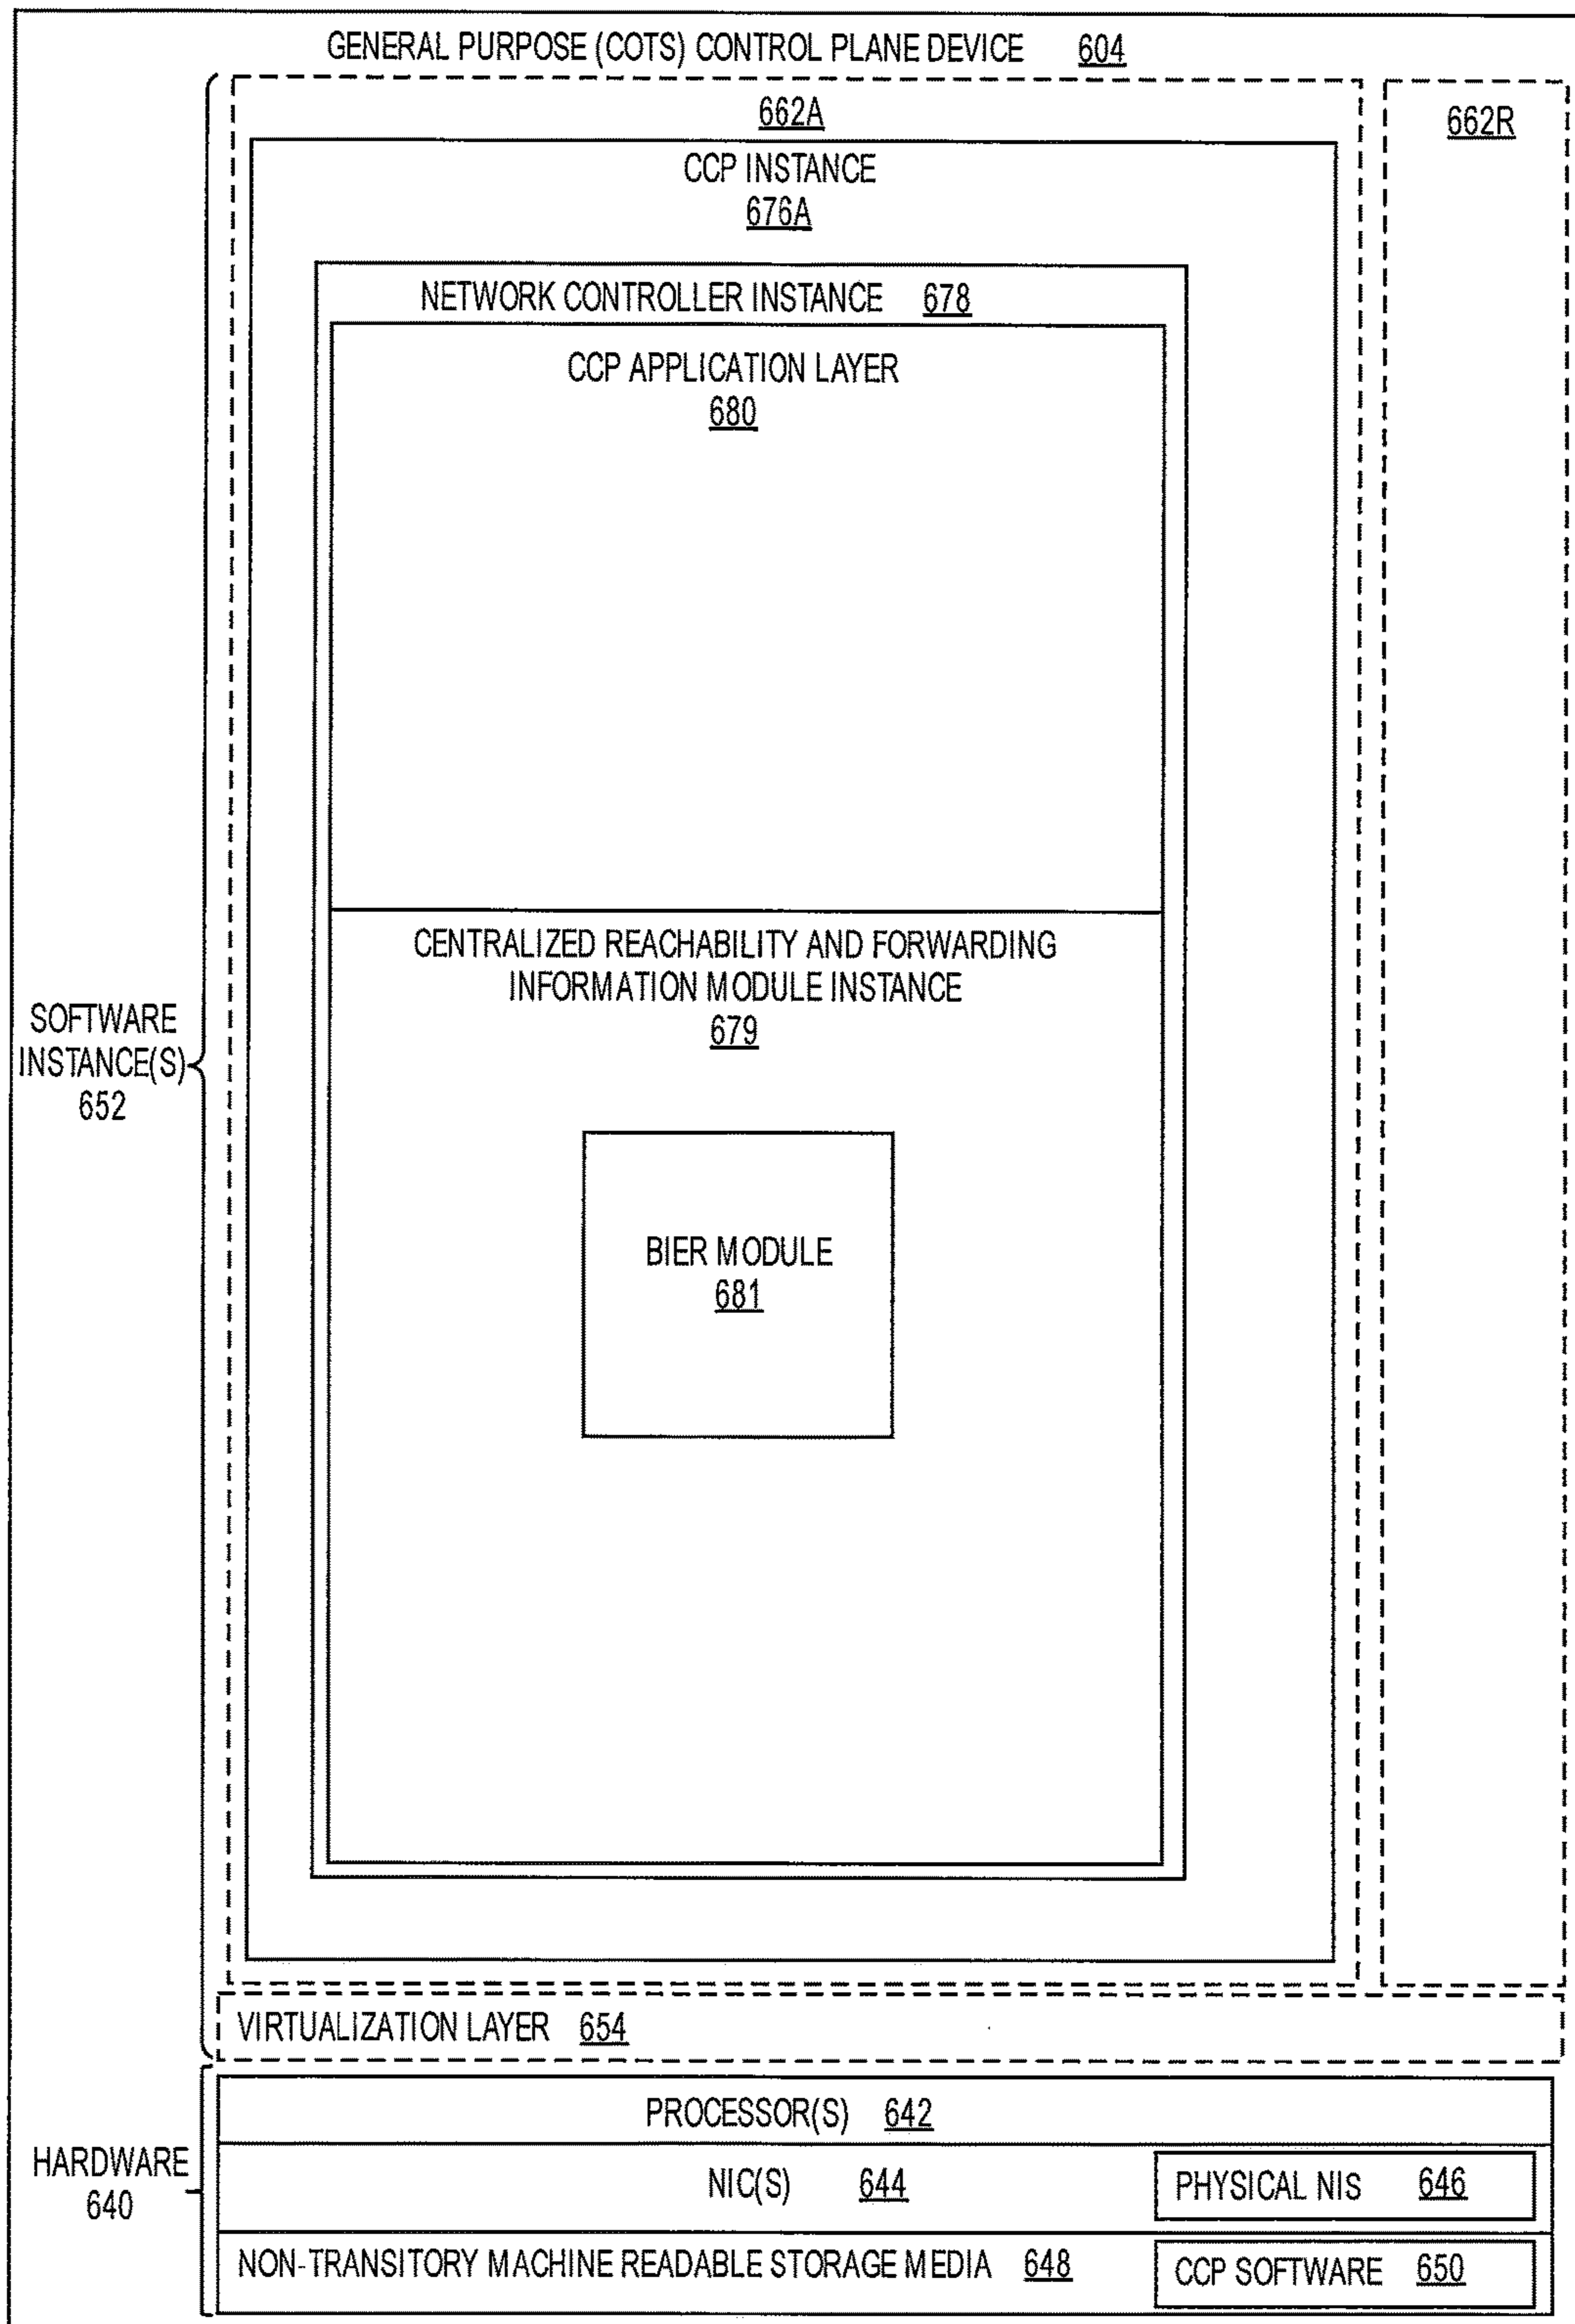 GENERAL PURPOSE (COTS) CONTROL PLANE DEVICE 604
662A
662R
CCP INSTANCE
676A
NETWORK CONTROLLER INSTANCE 678
CCP APPLICATION LAYER
680
CENTRALIZED REACHABILITY AND FORWARDING
INFORMATION MODULE INSTANCE
679
SOFTWARE
INSTANCE(S)
652
BIER MODULE
681
VIRTUALIZATION LAYER 654
PROCESSOR(S) 642
HARDWARE
640
NIC(S) 644
PHYSICAL NIS 646
NON-TRANSITORY MACHINE READABLE STORAGE MEDIA 648
CCP SOFTWARE 650